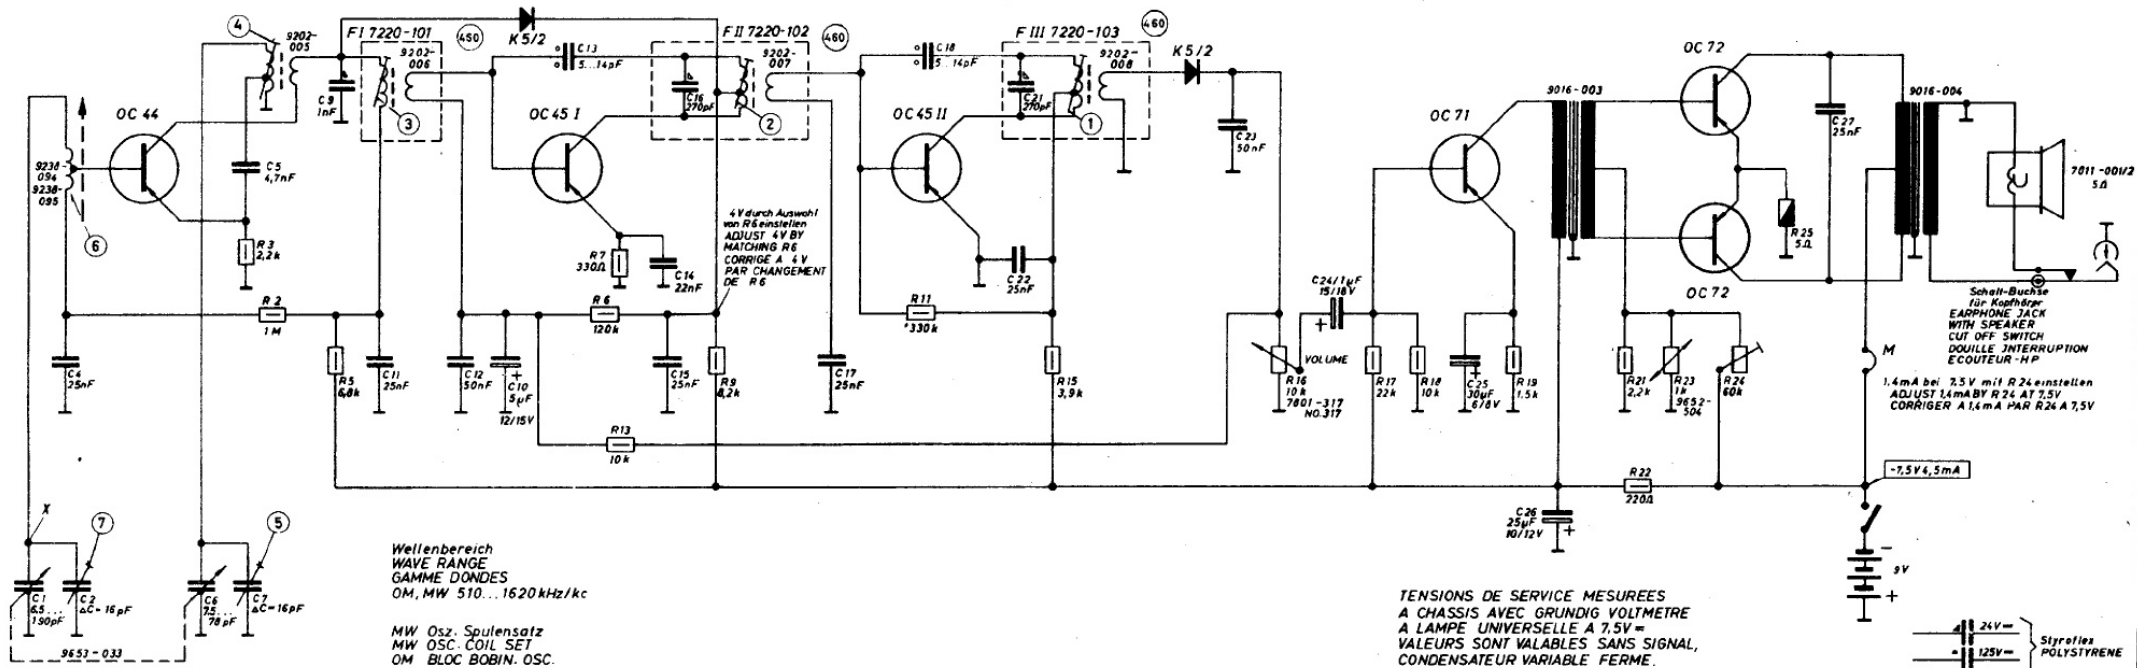 4
9202-
005
FI 7220-101
450
K5/2
F II 7220-102
460
F III 7220-103
460
K5/2
OC 72
9202-
006
C13
5...14pF
9202-
007
C18
5...14pF
9202-
008
C9
1nF
C16
270pF
C21
270pF
9016-003
9016-004
OC 44
3
OC 45 I
2
OC 45 II
1
OC 71
C23
50nF
C27
25nF
7011-001/2
5Ω
C5
4,7nF
9238-
094
9238-
095
6
R3
2,2k
4V durch Auswahl
von R6 einstellen
ADJUST 4V BY
MATCHING R6
CORRIGE A 4V
PAR CHANGEMENT
DE R6
R7
330Ω
C14
22nF
C22
25nF
R25
5Ω
OC 72
R2
1M
R6
120k
R11
*330k
C24/1µF
15/18V
Schalt-Buchse
für Kopfhörer
EARPHONE JACK
WITH SPEAKER
CUT OFF SWITCH
DOUILLE INTERRUPTION
ECOUTEUR-HP
C4
25nF
R5
6,8k
C11
25nF
C12
50nF
C10
5µF
12/15V
C15
25nF
R9
8,2k
C17
25nF
R15
3,9k
VOLUME
R16
10k
7801-317
NO.317
R17
22k
R18
10k
C25
30µF
6/8V
R19
1.5k
R21
2,2k
R23
1k
9652-
504
R24
60k
M
1.4mA bei 7.5V mit R24 einstellen
ADJUST 1,4mA BY R24 AT 7,5V
CORRIGER A 1,4mA PAR R24 A 7,5V
R13
10k
R22
220Ω
-7,5V 4,5mA
C26
25µF
10/12V
X
7
5
C1
6.5...
190pF
C2
ΔC=16pF
C6
7.5...
78pF
C7
ΔC=16pF
9653-033
9V
Wellenbereich
WAVE RANGE
GAMME DONDES
OM, MW 510...1620kHz/kc
MW Osz. Spulensatz
MW OSC. COIL SET
OM BLOC BOBIN. OSC.
TENSIONS DE SERVICE MESUREES
A CHASSIS AVEC GRUNDIG VOLTMETRE
A LAMPE UNIVERSELLE A 7,5V=
VALEURS SONT VALABLES SANS SIGNAL,
CONDENSATEUR VARIABLE FERME.
24V=
125V=
Styroflex
POLYSTYRENE